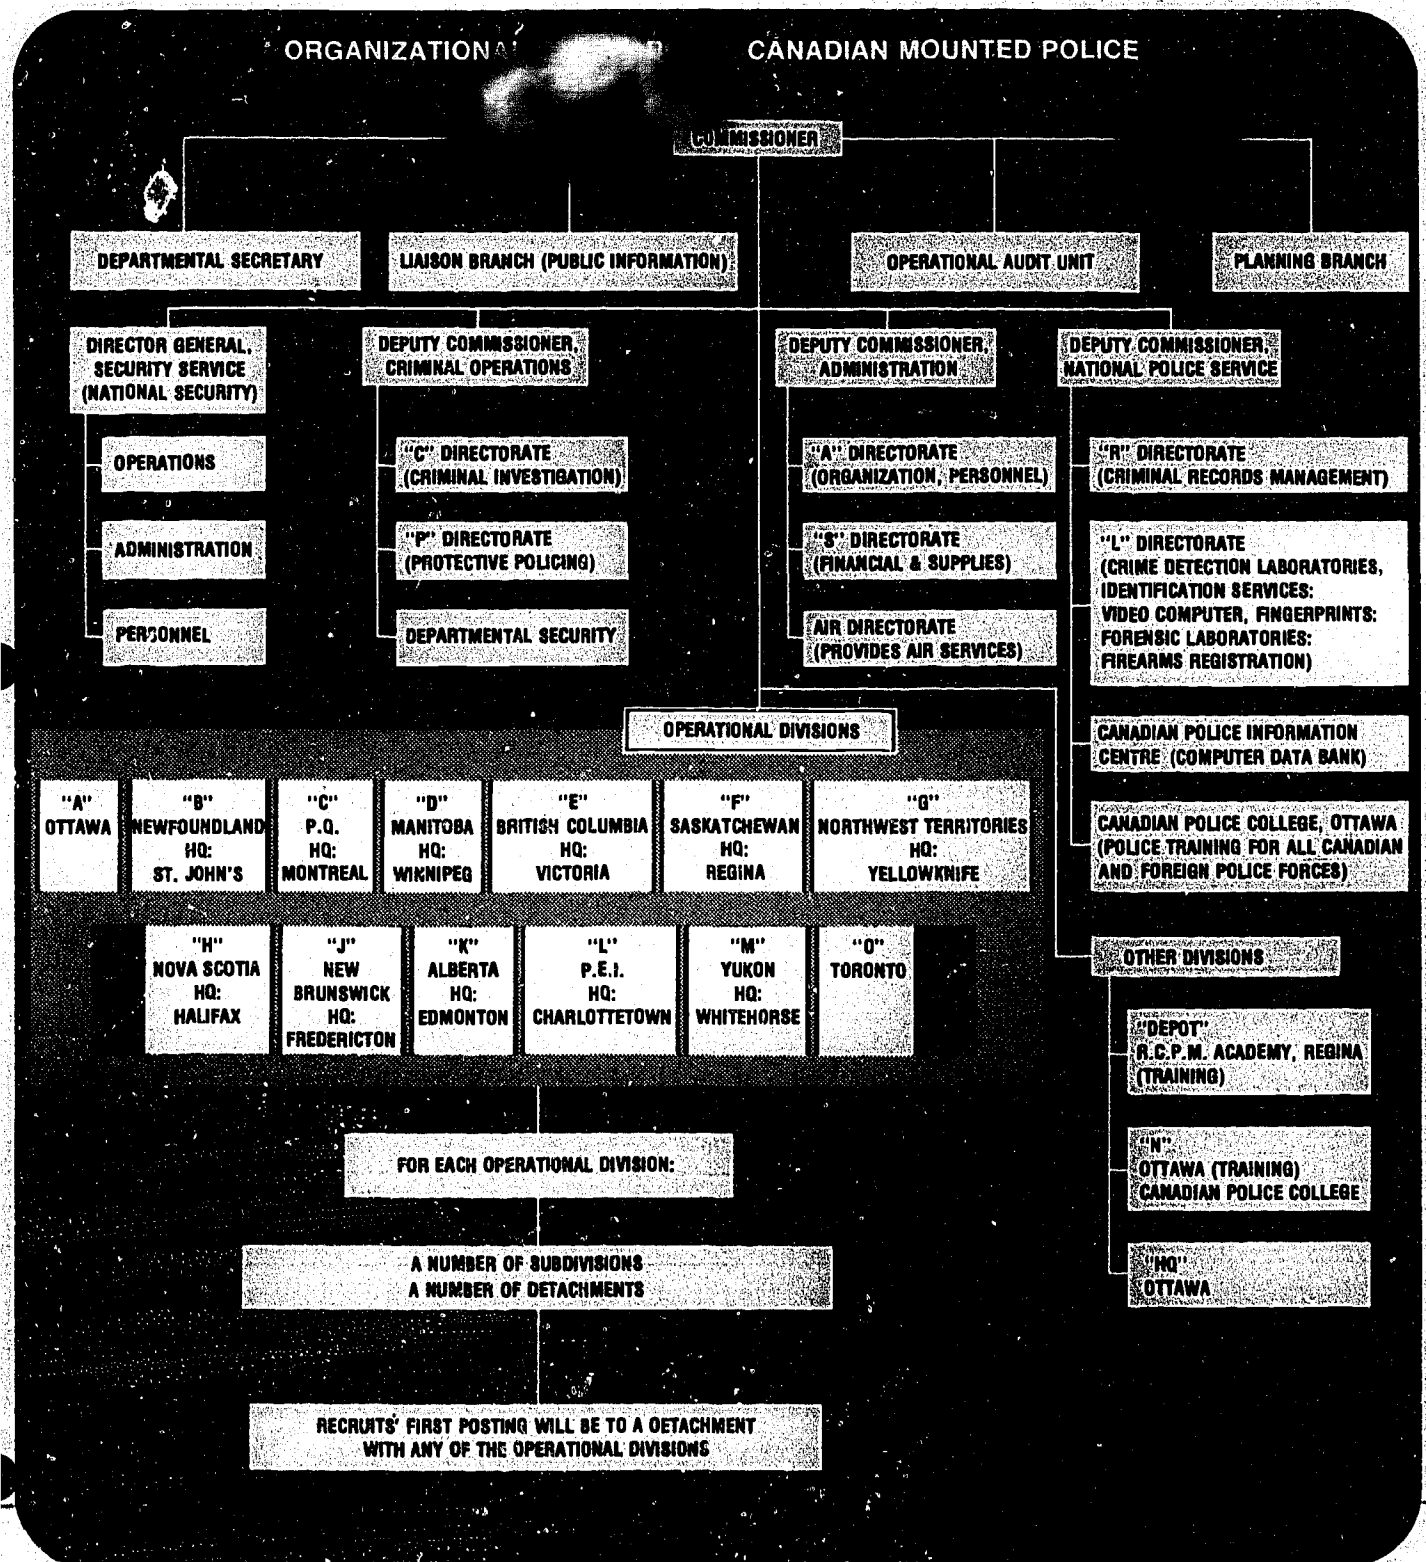 ORGANIZATIONAL CANADIAN MOUNTED POLICE
COMMISSIONER
DEPARTMENTAL SECRETARY
LIAISON BRANCH (PUBLIC INFORMATION)
OPERATIONAL AUDIT UNIT
PLANNING BRANCH
DIRECTOR GENERAL,
SECURITY SERVICE
(NATIONAL SECURITY)
OPERATIONS
ADMINISTRATION
PERSONNEL
DEPUTY COMMISSIONER,
CRIMINAL OPERATIONS
"C" DIRECTORATE
(CRIMINAL INVESTIGATION)
"P" DIRECTORATE
(PROTECTIVE POLICING)
DEPARTMENTAL SECURITY
DEPUTY COMMISSIONER,
ADMINISTRATION
"A" DIRECTORATE
(ORGANIZATION, PERSONNEL)
"S" DIRECTORATE
(FINANCIAL & SUPPLIES)
AIR DIRECTORATE
(PROVIDES AIR SERVICES)
DEPUTY COMMISSIONER,
NATIONAL POLICE SERVICE
"R" DIRECTORATE
(CRIMINAL RECORDS MANAGEMENT)
"L" DIRECTORATE
(CRIME DETECTION LABORATORIES,
IDENTIFICATION SERVICES:
VIDEO COMPUTER, FINGERPRINTS:
FORENSIC LABORATORIES:
FIREARMS REGISTRATION)
CANADIAN POLICE INFORMATION
CENTRE (COMPUTER DATA BANK)
CANADIAN POLICE COLLEGE, OTTAWA
(POLICE TRAINING FOR ALL CANADIAN
AND FOREIGN POLICE FORCES)
OPERATIONAL DIVISIONS
"A"
OTTAWA
"B"
NEWFOUNDLAND
HQ:
ST. JOHN'S
"C"
P.Q.
HQ:
MONTREAL
"D"
MANITOBA
HQ:
WINNIPEG
"E"
BRITISH COLUMBIA
HQ:
VICTORIA
"F"
SASKATCHEWAN
HQ:
REGINA
"G"
NORTHWEST TERRITORIES
HQ:
YELLOWKNIFE
"H"
NOVA SCOTIA
HQ:
HALIFAX
"J"
NEW
BRUNSWICK
HQ:
FREDERICTON
"K"
ALBERTA
HQ:
EDMONTON
"L"
P.E.I.
HQ:
CHARLOTTETOWN
"M"
YUKON
HQ:
WHITEHORSE
"O"
TORONTO
OTHER DIVISIONS
"DEPOT"
R.C.P.M. ACADEMY, REGINA
(TRAINING)
"N"
OTTAWA (TRAINING)
CANADIAN POLICE COLLEGE
"HQ"
OTTAWA
FOR EACH OPERATIONAL DIVISION:
A NUMBER OF SUBDIVISIONS
A NUMBER OF DETACHMENTS
RECRUITS' FIRST POSTING WILL BE TO A DETACHMENT
WITH ANY OF THE OPERATIONAL DIVISIONS